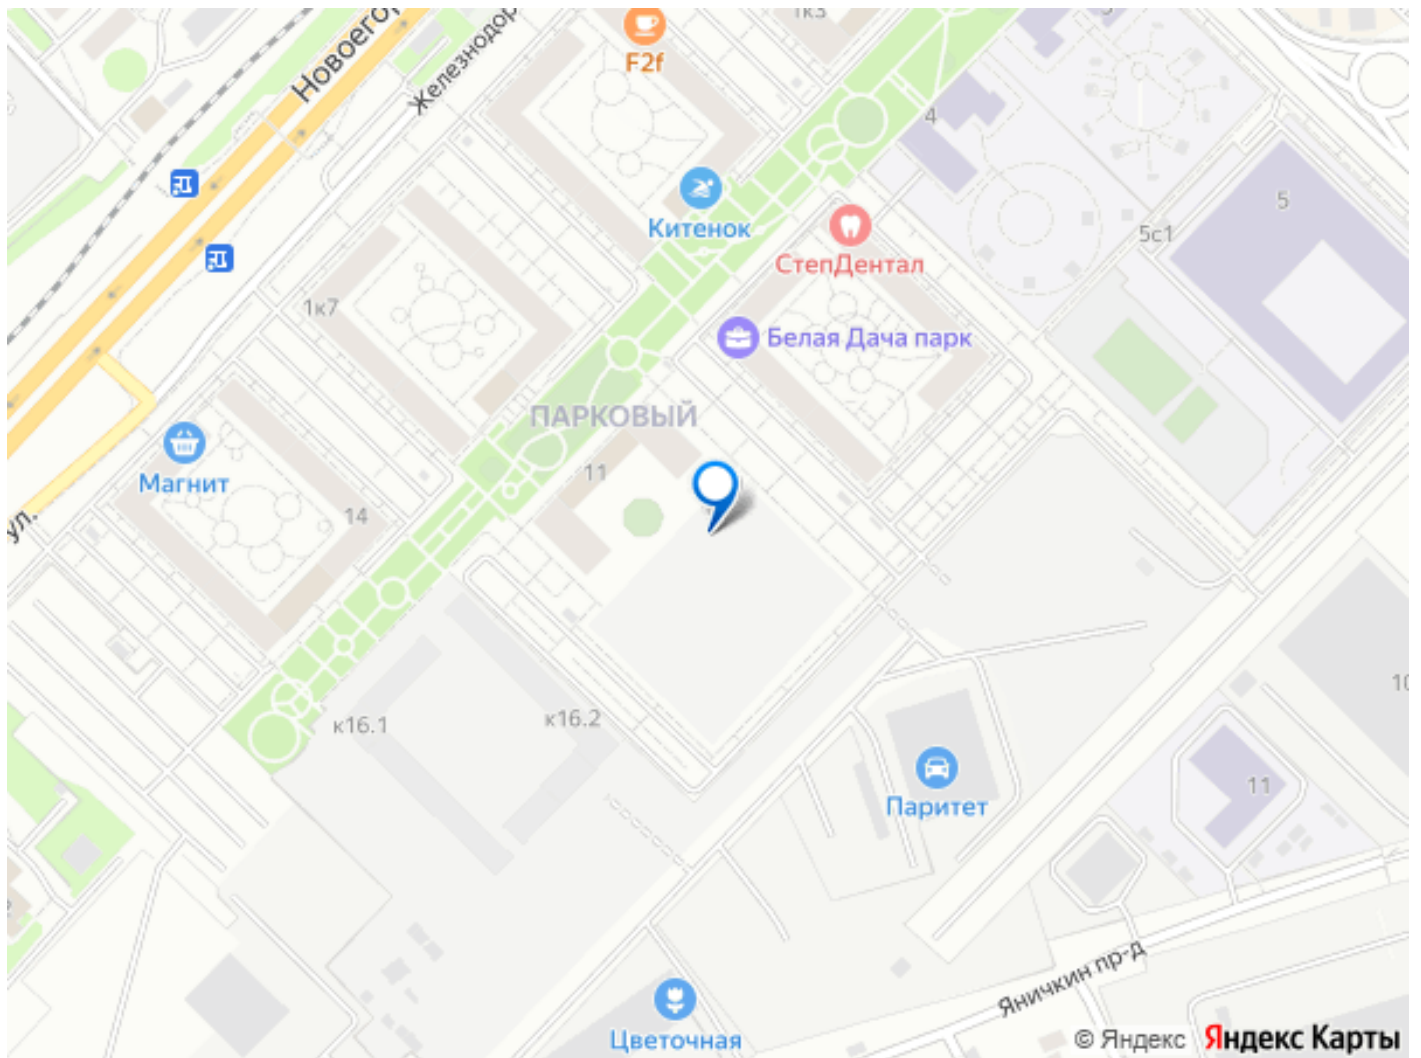 1к3
Новоегор
Железнодор
F2f
4
5
5с1
Китенок
СтепДентал
1к7
Белая Дача парк
ПАРКОВЫЙ
Магнит
11
14
ул.
10
к16.1
к16.2
Паритет
11
Яничкин пр-д
Цветочная
© Яндекс Яндекс Карты